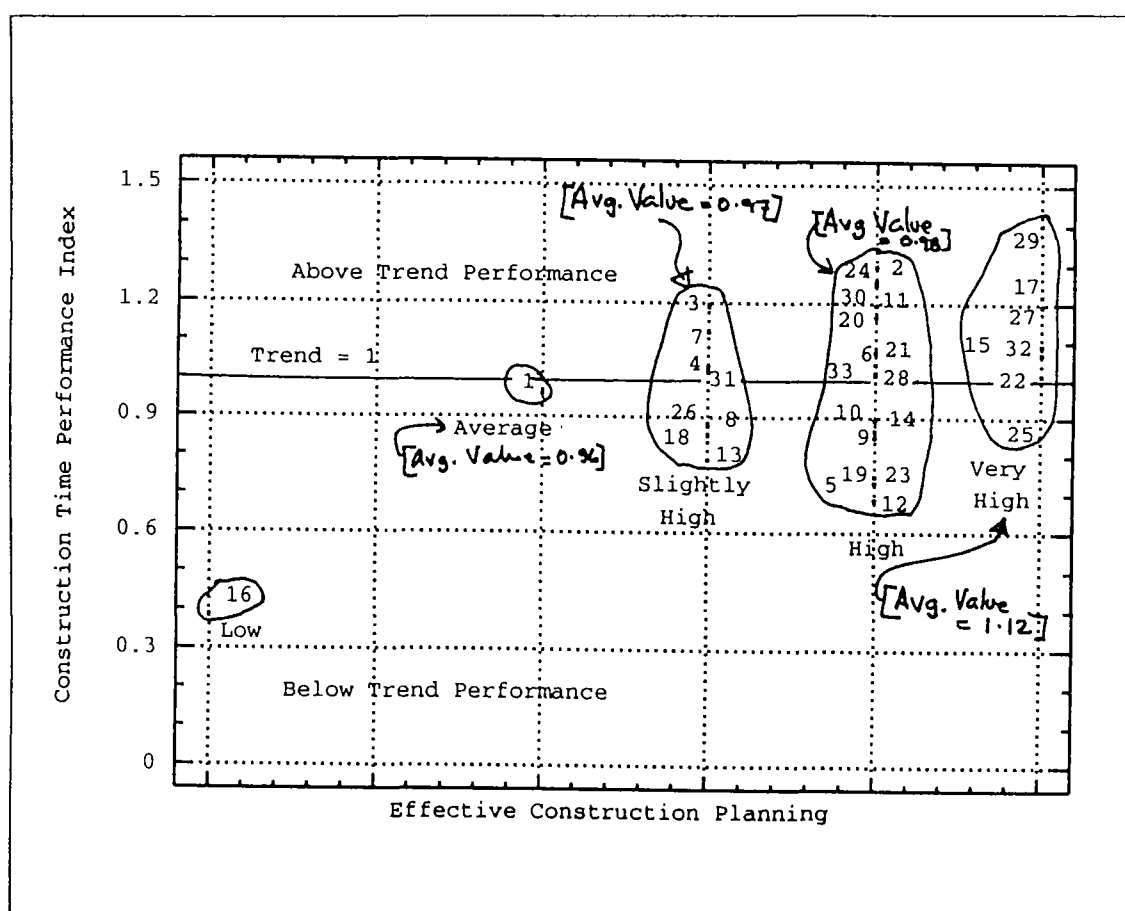 1.5
[Avg. Value = 0.97]
[Avg Value
= 0.98]
29
24 2
Above Trend Performance
17
30 11
1.2
3
27
20
7
15 32
21
6
Trend = 1
4
33
1
31
28
22
0.9
26
8
10
14
Average
18
9
25
[Avg. Value = 0.96]
13
Very
High
Slightly
High
5 19 23
12
0.6
High
16
Low
[Avg. Value
= 1.12]
0.3
Below Trend Performance
0
Construction Time Performance Index
Effective Construction Planning